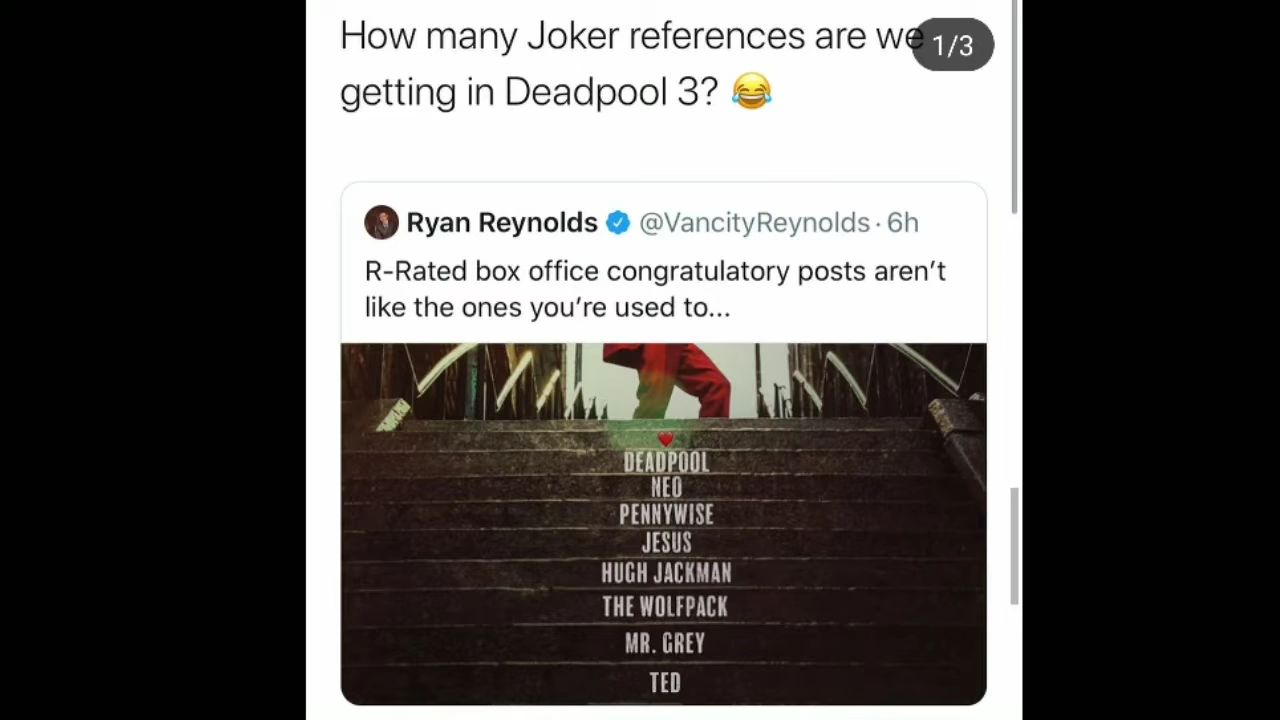 How many Joker references are we
1/3
getting in Deadpool 3? 😂
Ryan Reynolds @VancityReynolds · 6h
R-Rated box office congratulatory posts aren’t
like the ones you’re used to...
DEADPOOL
NEO
PENNYWISE
JESUS
HUGH JACKMAN
THE WOLFPACK
MR. GREY
TED